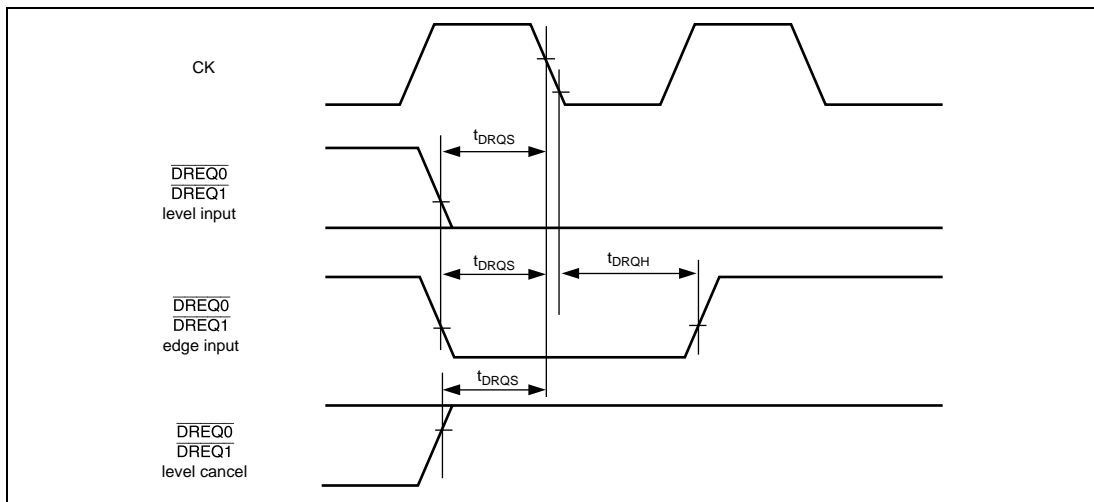 CK
tDRQS
DREQ0
DREQ1
level input
tDRQS
tDRQH
DREQ0
DREQ1
edge input
tDRQS
DREQ0
DREQ1
level cancel